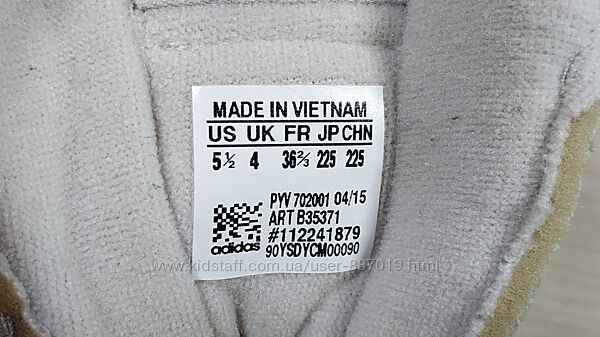 MADE IN VIETNAM
US UK FR JP CHN
5½ 4 36⅔ 225 225
PYV 702001 04/15
ART B35371
#112241879
adidas 90YSDYCM00090
www.kidstaff.com.ua/user-887019.html